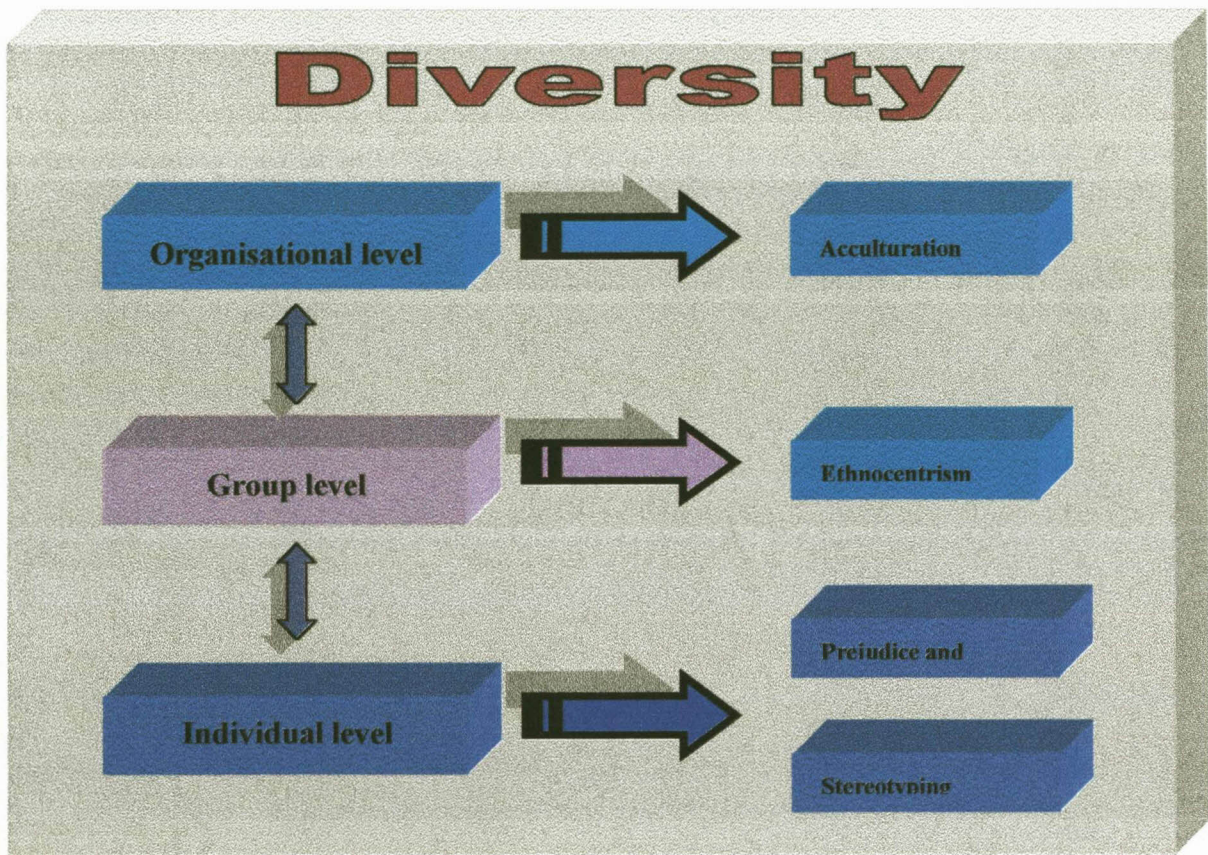 Diversity
Organisational level
Acculturation
Group level
Ethnocentrism
Prejudice and
Individual level
Stereotyping